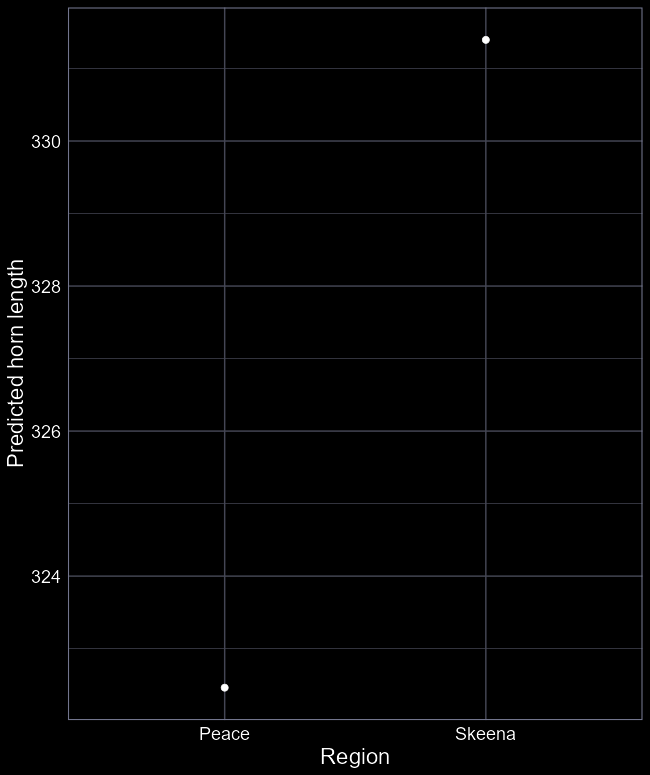 Predicted horn length
330
328
326
324
Peace
Skeena
Region